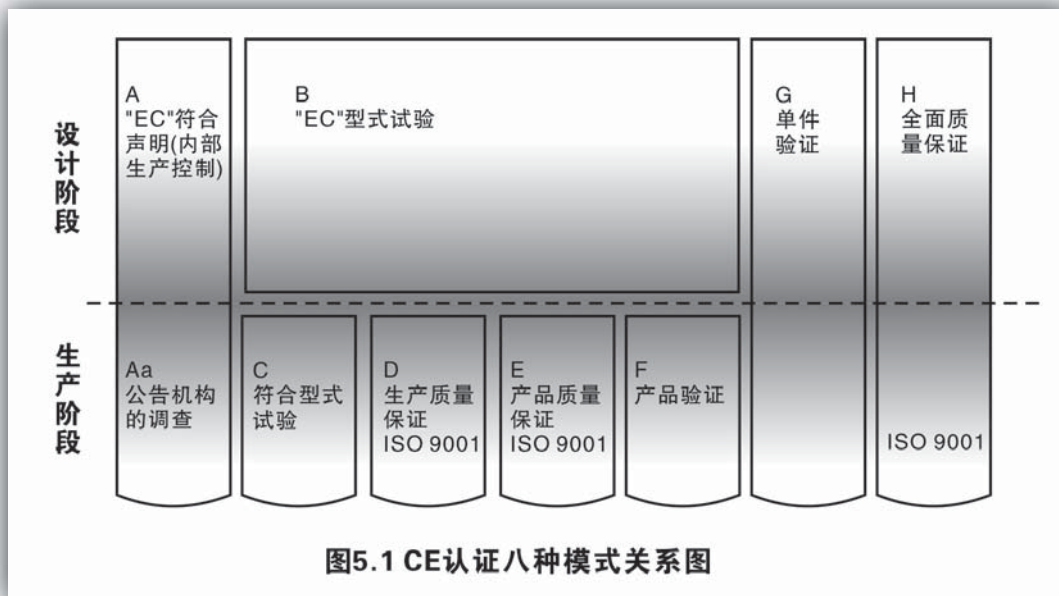 设计阶段
A
"EC"符合
声明(内部
生产控制)
B
"EC"型式试验
G
单件
验证
H
全面质
量保证
生产阶段
Aa
公告机构
的调查
C
符合型式
试验
D
生产质量
保证
ISO 9001
E
产品质量
保证
ISO 9001
F
产品验证
ISO 9001
图5.1 CE认证八种模式关系图